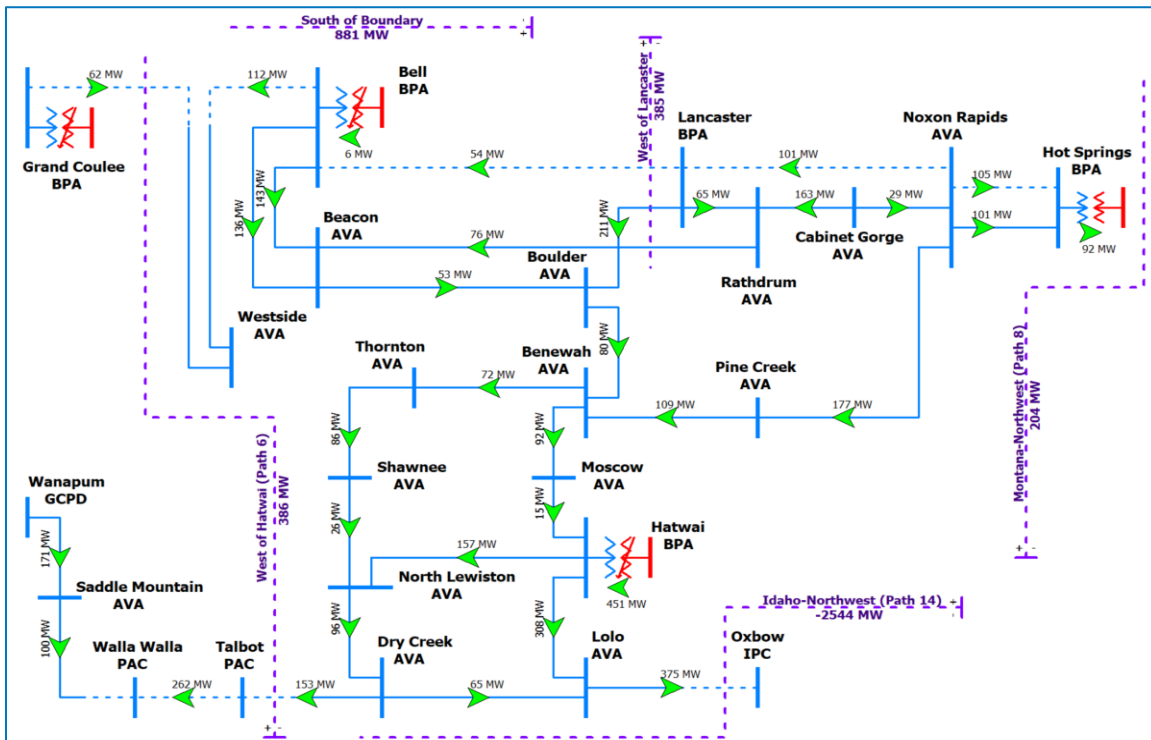 South of Boundary
881 MW
+
-
62 MW
112 MW
Bell
BPA
West of Lancaster
385 MW
+
-
Lancaster
BPA
Noxon Rapids
AVA
Hot Springs
BPA
Grand Coulee
BPA
6 MW
54 MW
101 MW
105 MW
143 MW
136 MW
Beacon
AVA
76 MW
211 MW
65 MW
163 MW
29 MW
101 MW
Cabinet Gorge
AVA
92 MW
Boulder
AVA
53 MW
Rathdrum
AVA
Westside
AVA
Thornton
AVA
Benewah
AVA
80 MW
Pine Creek
AVA
72 MW
109 MW
177 MW
Montana-Northwest (Path 8)
204 MW
+
-
86 MW
92 MW
Shawnee
AVA
Moscow
AVA
Wanapum
GCPD
West of Hatwai (Path 6)
386 MW
+
-
26 MW
15 MW
Hatwai
BPA
171 MW
157 MW
North Lewiston
AVA
451 MW
Saddle Mountain
AVA
Idaho-Northwest (Path 14)
-2544 MW
+
-
100 MW
96 MW
308 MW
Walla Walla
PAC
Talbot
PAC
Dry Creek
AVA
Lolo
AVA
Oxbow
IPC
262 MW
153 MW
65 MW
375 MW
+
-